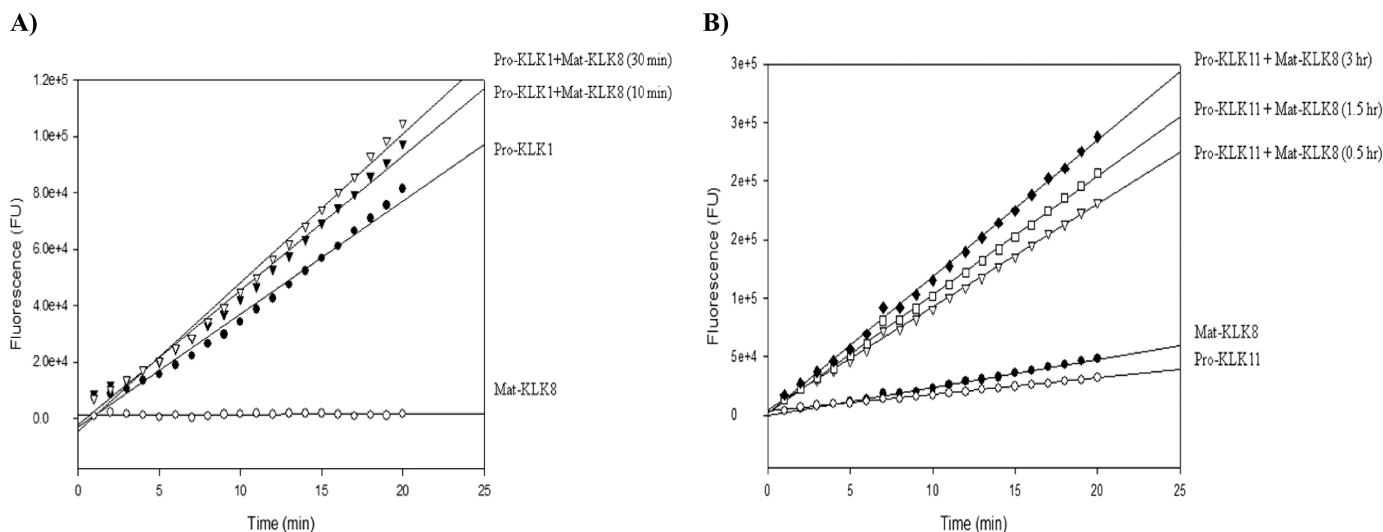 A)
Fluorescence (FU)
1.2e+5
1.0e+5
8.0e+4
6.0e+4
4.0e+4
2.0e+4
0.0
0 5 10 15 20 25
Time (min)
Pro-KLK1+Mat-KLK8 (30 min)
Pro-KLK1+Mat-KLK8 (10 min)
Pro-KLK1
Mat-KLK8
B)
Fluorescence (FU)
3e+5
3e+5
2e+5
2e+5
1e+5
5e+4
0
0 5 10 15 20 25
Time (min)
Pro-KLK11 + Mat-KLK8 (3 hr)
Pro-KLK11 + Mat-KLK8 (1.5 hr)
Pro-KLK11 + Mat-KLK8 (0.5 hr)
Mat-KLK8
Pro-KLK11